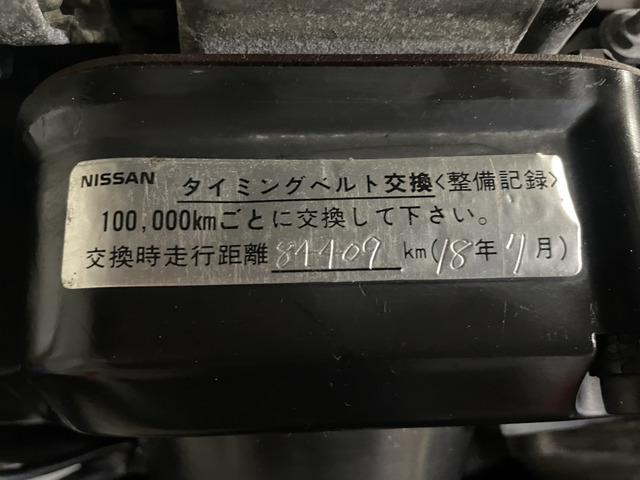 NISSAN タイミングベルト交換<整備記録>
100,000kmごとに交換して下さい。
交換時走行距離 84409 km(18年7月)